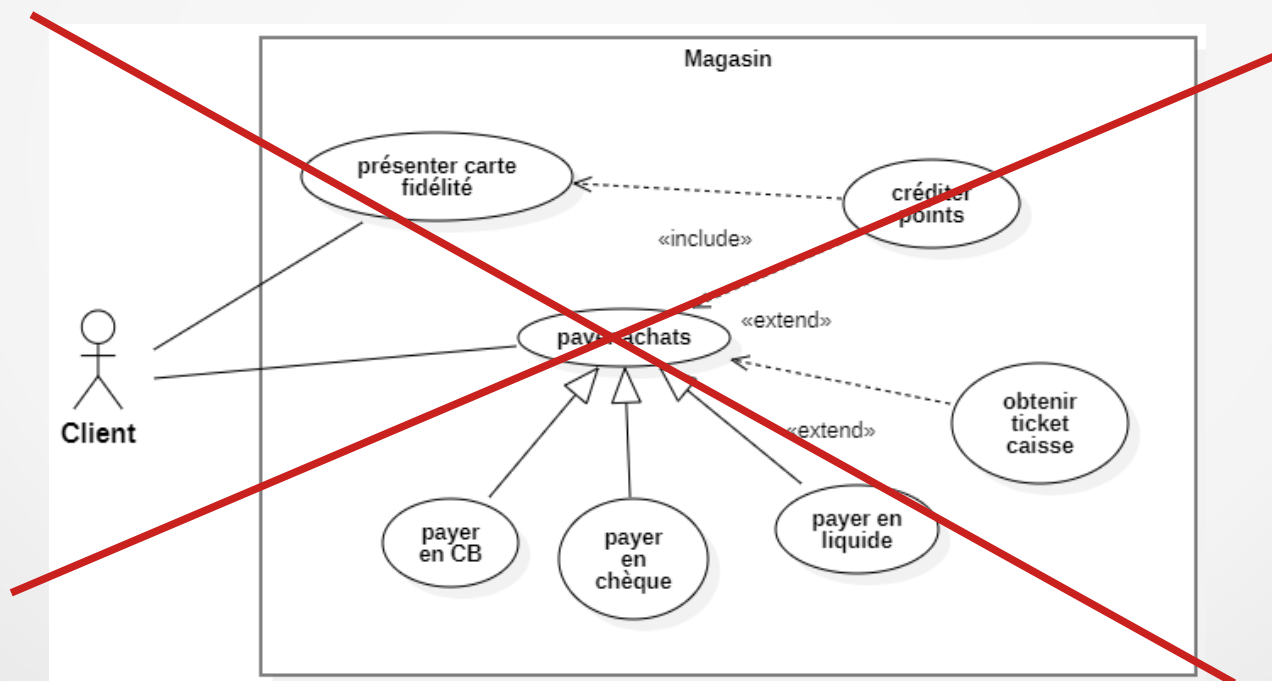 Magasin
présenter carte
fidélité
créditer
points
«include»
payer achats
«extend»
Client
obtenir
ticket
caisse
«extend»
payer
en CB
payer
en
chèque
payer en
liquide